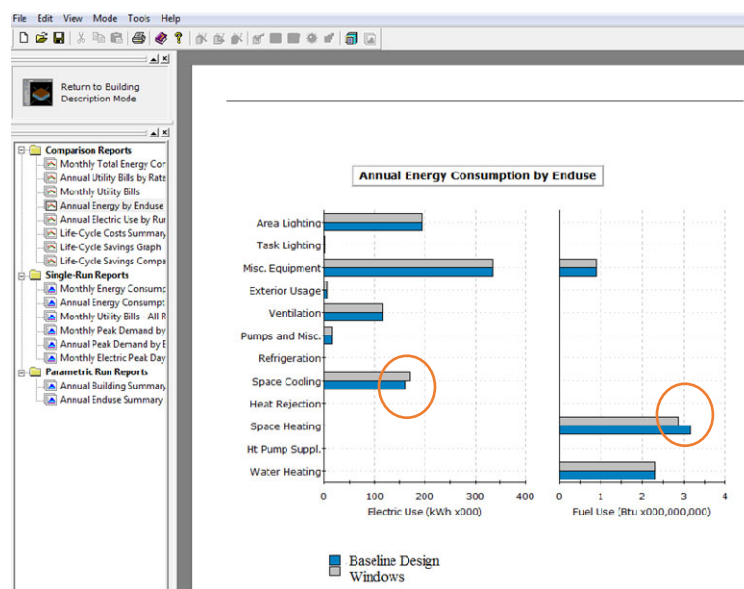 File Edit View Mode Tools Help
Return to Building
Description Mode
Comparison Reports
Monthly Total Energy Cor
Annual Utility Bills by Rate
Monthly Utility Bills
Annual Energy by Enduse
Annual Electric Use by Rur
Life-Cycle Costs Summary
Life-Cycle Savings Graph
Life-Cycle Savings Compa
Single-Run Reports
Monthly Energy Consump
Annual Energy Consumpt
Monthly Utility Bills All R
Monthly Peak Demand by
Annual Peak Demand by E
Monthly Electric Peak Day
Parametric Run Reports
Annual Building Summary
Annual Enduse Summary
Annual Energy Consumption by Enduse
Area Lighting
Task Lighting
Misc. Equipment
Exterior Usage
Ventilation
Pumps and Misc.
Refrigeration
Space Cooling
Heat Rejection
Space Heating
Ht Pump Suppl.
Water Heating
0 100 200 300 400
Electric Use (kWh x000)
0 1 2 3 4
Fuel Use (Btu x000,000,000)
Baseline Design
Windows